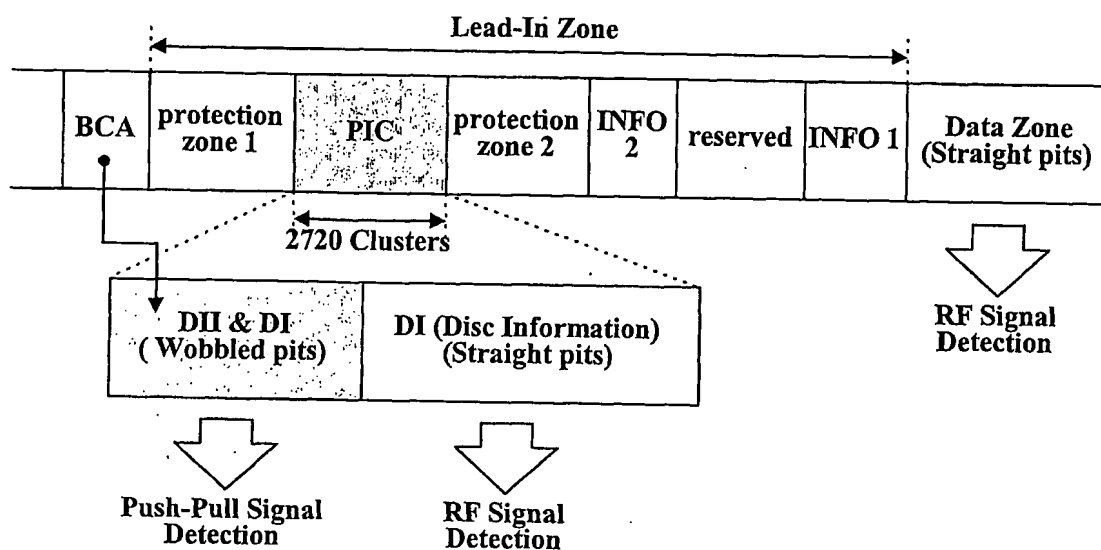 Lead-In Zone
BCA
protection
zone 1
PIC
protection
zone 2
INFO
2
reserved
INFO 1
Data Zone
(Straight pits)
2720 Clusters
DII & DI
( Wobbled pits)
DI (Disc Information)
(Straight pits)
RF Signal
Detection
Push-Pull Signal
Detection
RF Signal
Detection